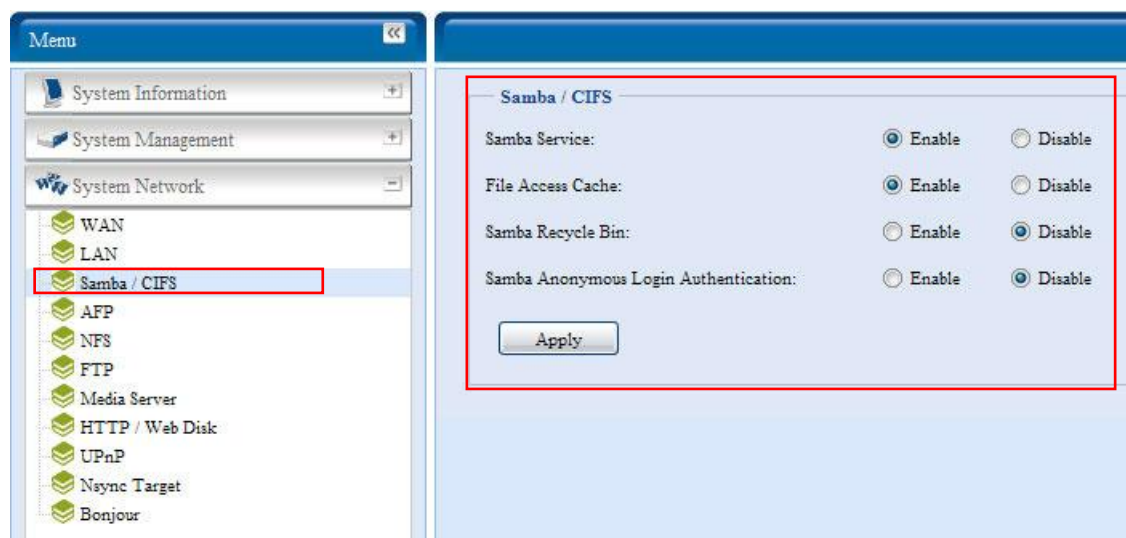 Menu
System Information
System Management
System Network
WAN
LAN
Samba / CIFS
AFP
NFS
FTP
Media Server
HTTP / Web Disk
UPnP
Nsync Target
Bonjour
Samba / CIFS
Samba Service: Enable Disable
File Access Cache: Enable Disable
Samba Recycle Bin: Enable Disable
Samba Anonymous Login Authentication: Enable Disable
Apply